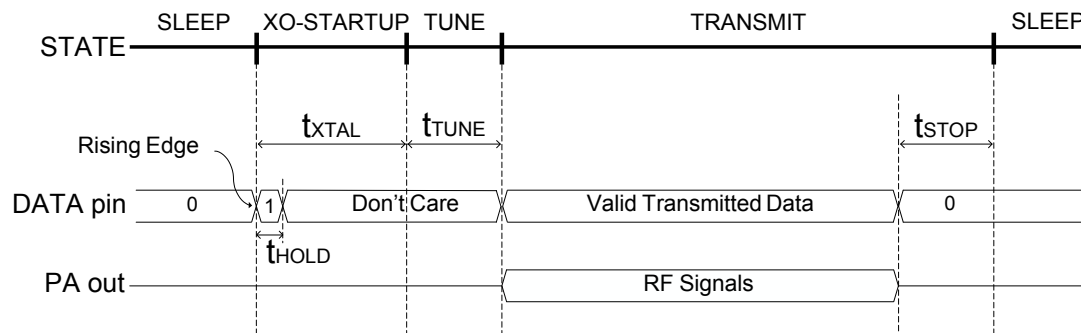 SLEEP XO-STARTUP TUNE TRANSMIT SLEEP
STATE
tXTAL tTUNE tSTOP
Rising Edge
DATA pin 0 1 Don't Care Valid Transmitted Data 0
tHOLD
PA out RF Signals